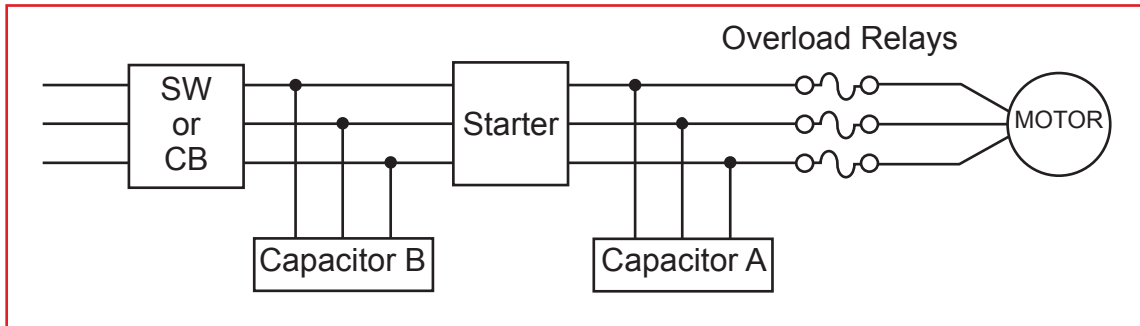 Overload Relays
SW
or
CB
Starter
MOTOR
Capacitor B
Capacitor A